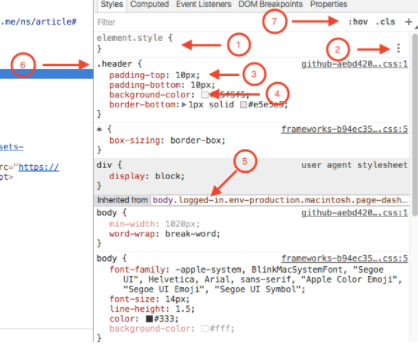 .me/ns/article#
Styles Computed Event Listeners DOM Breakpoints Properties
Filter
7
:hov .cls +
element.style {
1
}
2
6
.header {
github-aebd420...css:1
padding-top: 10px;
3
padding-bottom: 10px;
background-color:
4
border-bottom: 1px solid #e5e5e5;
}
* {
frameworks-b94ec35...css:5
box-sizing: border-box;
}
sets-
div {
user agent stylesheet
5
rc="https://
display: block;
pt>
}
Inherited from body.logged-in.env-production.macintosh.page-dash...
body {
github-aebd420...css:1
min-width: 1020px;
word-wrap: break-word;
}
body {
frameworks-b94ec35...css:5
font-family: -apple-system, BlinkMacSystemFont, "Segoe
UI", Helvetica, Arial, sans-serif, "Apple Color Emoji",
"Segoe UI Emoji", "Segoe UI Symbol";
font-size: 14px;
line-height: 1.5;
color: #333;
background-color: #fff;
}